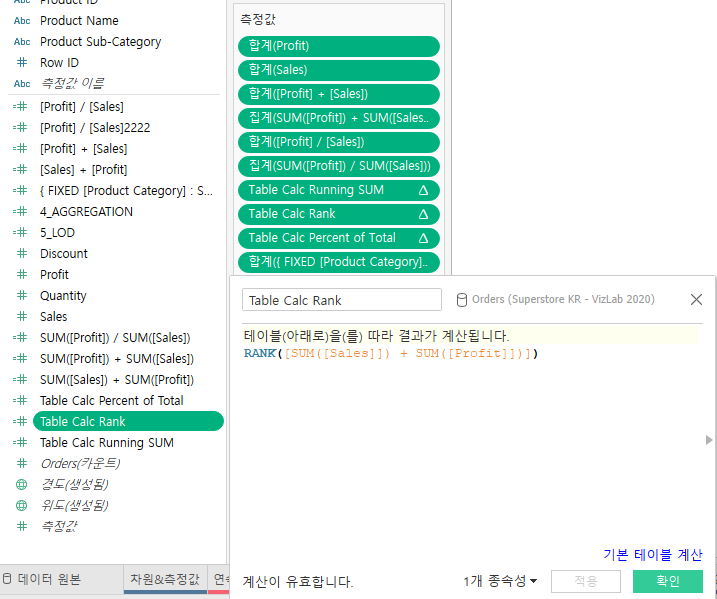 Abc Product ID
Abc Product Name
Abc Product Sub-Category
# Row ID
Abc 측정값 이름
=# [Profit] / [Sales]
=# [Profit] / [Sales]2222
=# [Profit] + [Sales]
=# [Sales] + [Profit]
=# { FIXED [Product Category] : S...
=# 4_AGGREGATION
=# 5_LOD
# Discount
# Profit
# Quantity
# Sales
=# SUM([Profit]) / SUM([Sales])
=# SUM([Profit]) + SUM([Sales])
=# SUM([Sales]) + SUM([Profit])
=# Table Calc Percent of Total
=# Table Calc Rank
=# Table Calc Running SUM
# Orders(카운트)
경도(생성됨)
위도(생성됨)
# 측정값
데이터 원본
차원&측정값
측정값
합계(Profit)
합계(Sales)
합계([Profit] + [Sales])
집계(SUM([Profit]) + SUM([Sales..
합계([Profit] / [Sales])
집계(SUM([Profit]) / SUM([Sales]))
Table Calc Running SUM Δ
Table Calc Rank Δ
Table Calc Percent of Total Δ
합계({ FIXED [Product Category]..
Table Calc Rank
Orders (Superstore KR - VizLab 2020)
테이블(아래로)을(를) 따라 결과가 계산됩니다.
RANK([SUM([Sales]]) + SUM([Profit]])])
기본 테이블 계산
계산이 유효합니다.
1개 종속성
적용
확인